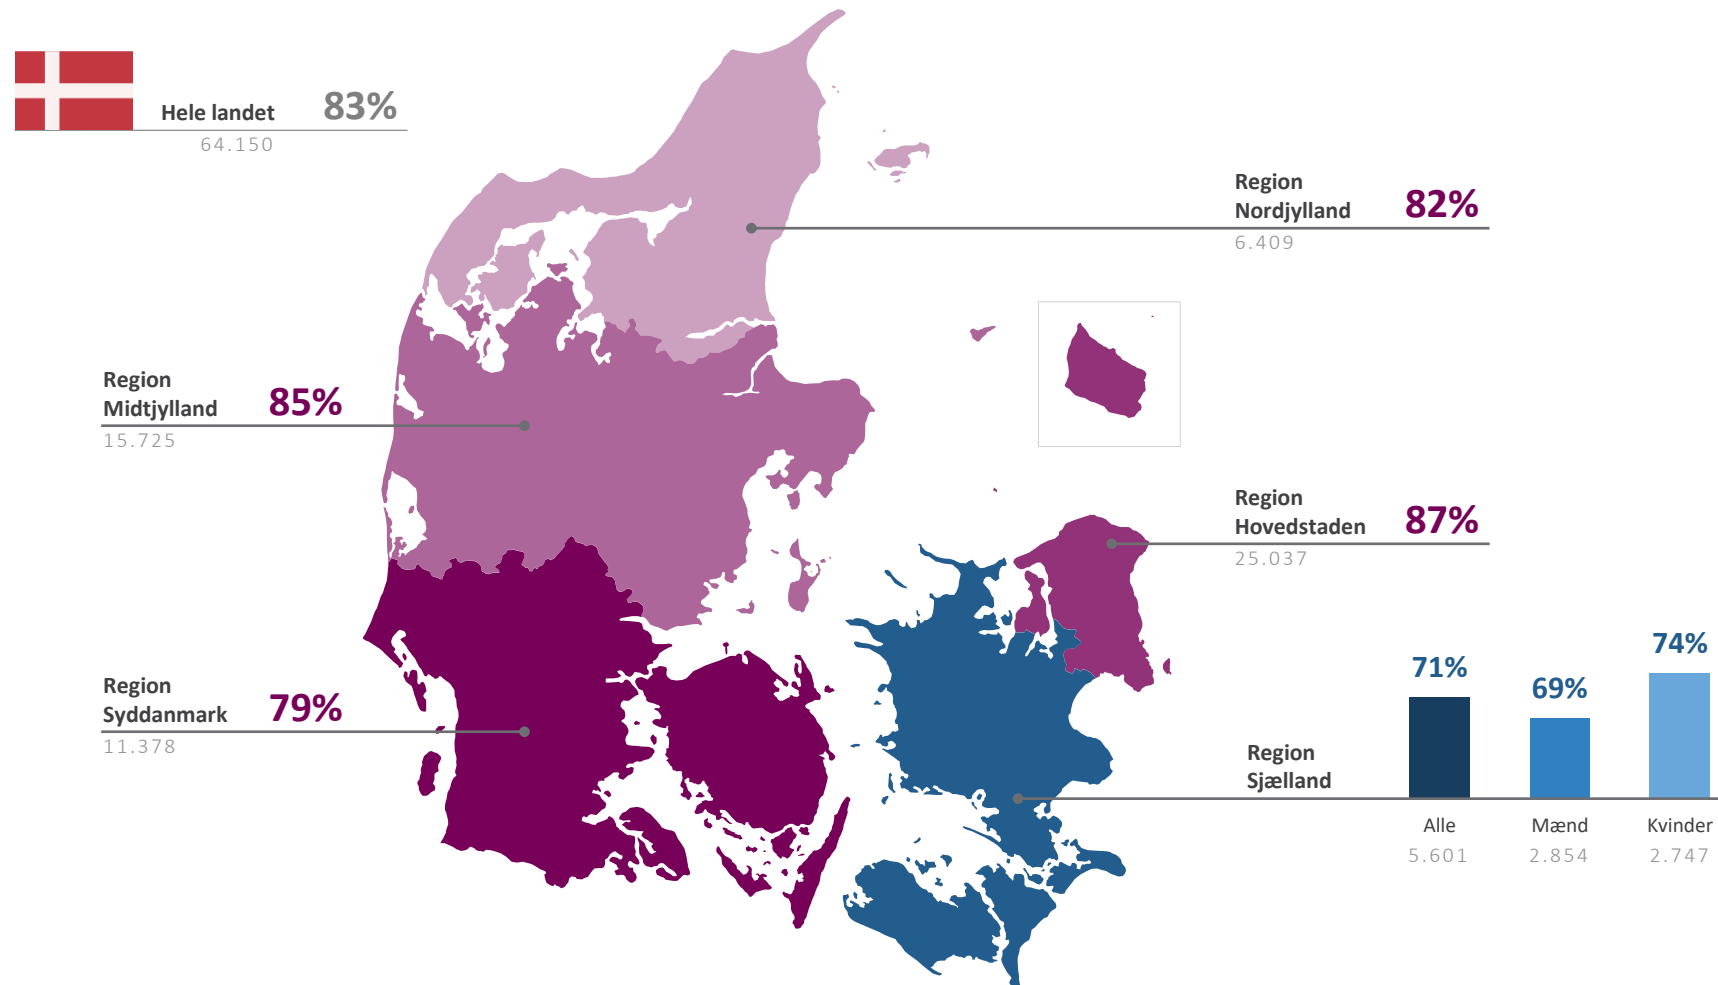 Hele landet 83%
64.150
Region
Nordjylland 82%
6.409
Region
Midtjylland 85%
15.725
Region
Hovedstaden 87%
25.037
Region
Syddanmark 79%
11.378
Region
Sjælland
71% 69% 74%
Alle Mænd Kvinder
5.601 2.854 2.747